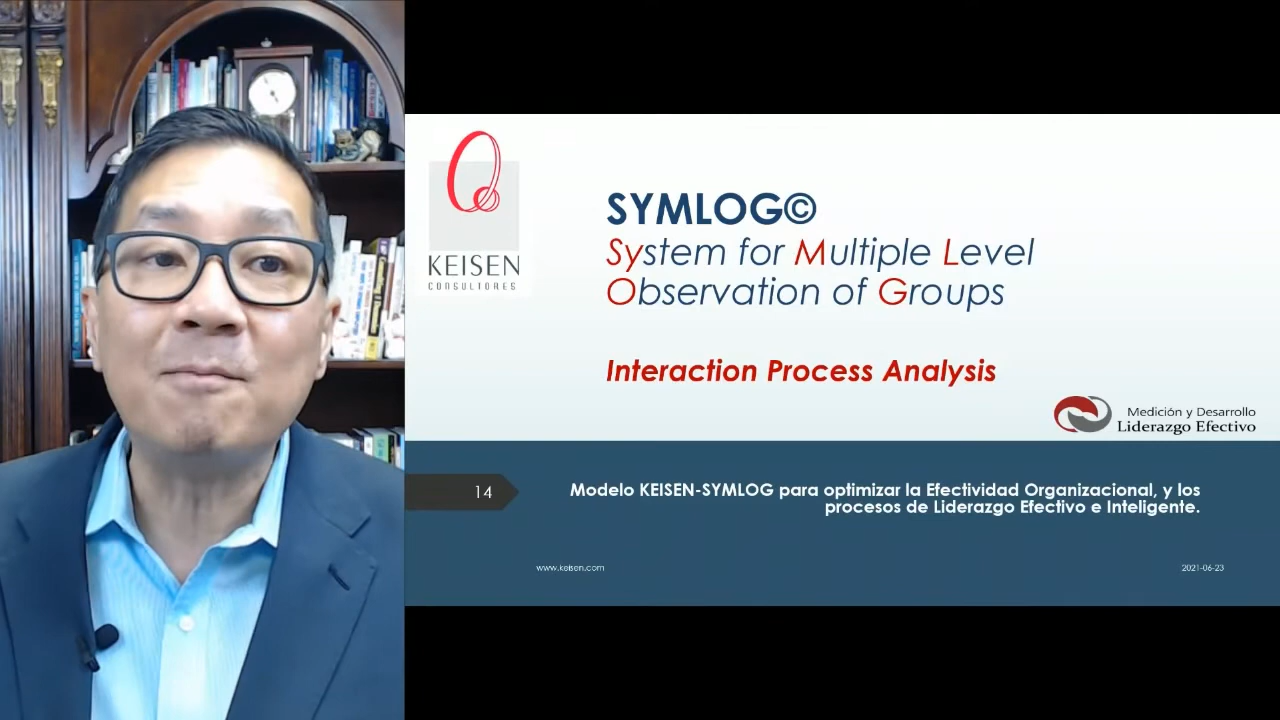 KEISEN
CONSULTORES
SYMLOG©
System for Multiple Level
Observation of Groups
Interaction Process Analysis
Medición y Desarrollo
Liderazgo Efectivo
14
Modelo KEISEN-SYMLOG para optimizar la Efectividad Organizacional, y los
procesos de Liderazgo Efectivo e Inteligente.
www.keisen.com
2021-06-23